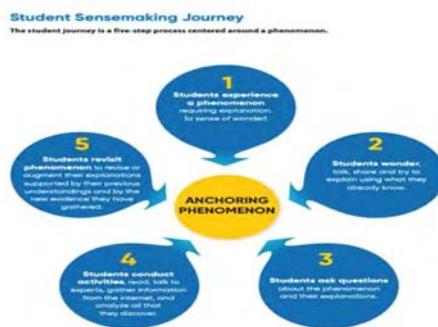 Student Sensemaking Journey
The student journey is a five-step process centered around a phenomenon.
1
Students experience
a phenomenon
requiring explanation.
to sense of wonder!
2
Students wonder,
talk, share and try to
explain using what they
already know.
3
Students ask questions
about the phenomenon
and their explanations.
4
Students conduct
activities, read, talk to
experts, gather information
from the internet, and
analyze all that
they discover.
5
Students revisit
phenomenon to revise or
augment their explanations
supported by their previous
understandings and by the
new evidence they have
gathered.
ANCHORING
PHENOMENON